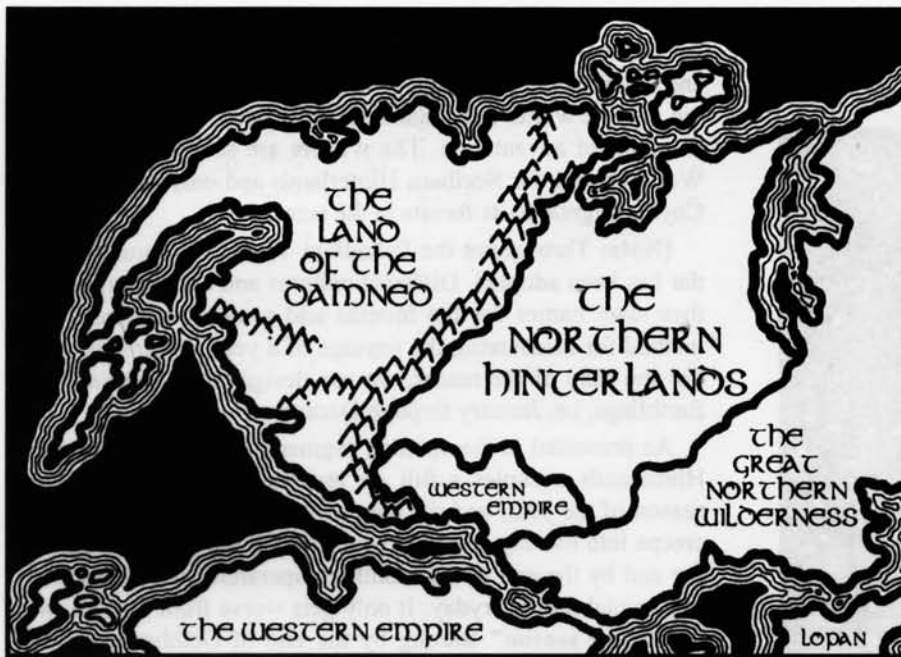 the
land
of the
damned
the
northern
hinterlands
the
great
northern
wilderness
western
empire
the western empire
lopan